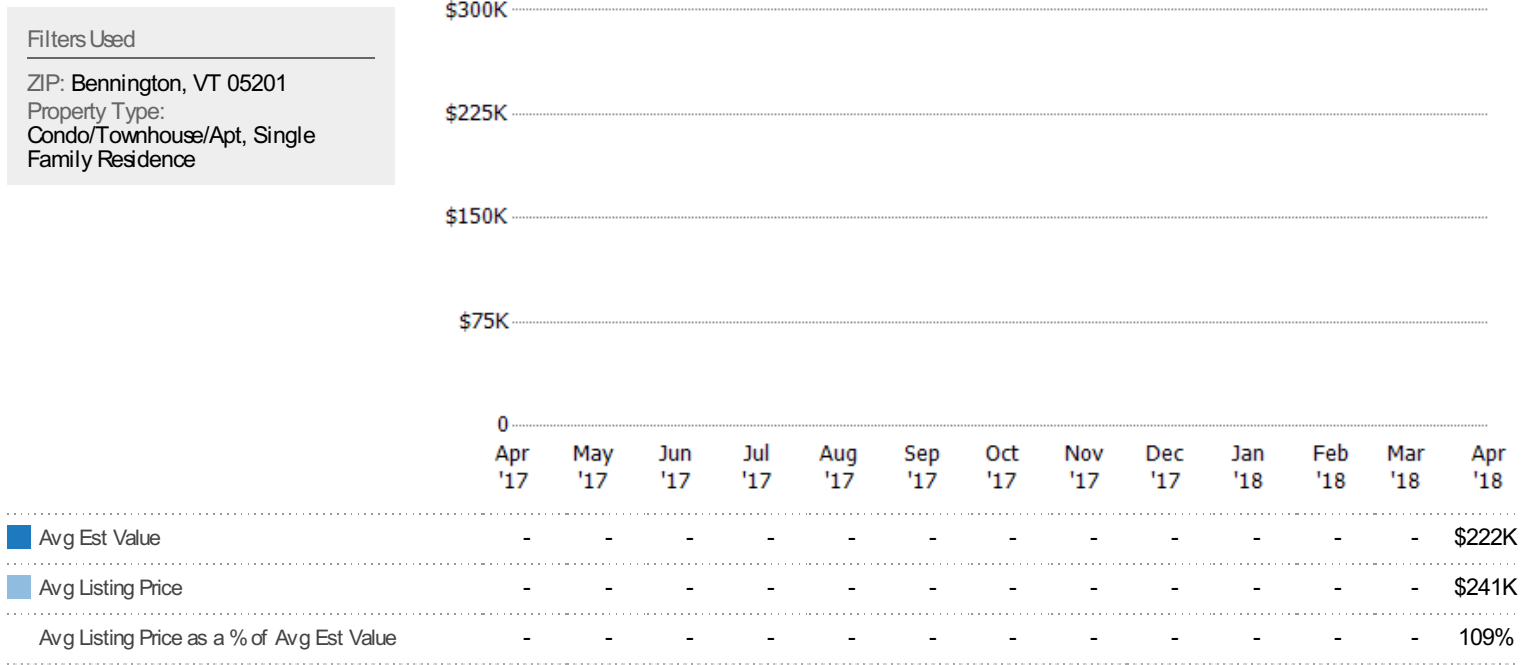 Filters Used
ZIP: Bennington, VT 05201
Property Type:
Condo/Townhouse/Apt, Single
Family Residence
$300K
$225K
$150K
$75K
0
Apr May Jun Jul Aug Sep Oct Nov Dec Jan Feb Mar Apr
'17 '17 '17 '17 '17 '17 '17 '17 '17 '18 '18 '18 '18
Avg Est Value - - - - - - - - - - - - $222K
Avg Listing Price - - - - - - - - - - - - $241K
Avg Listing Price as a % of Avg Est Value - - - - - - - - - - - - 109%